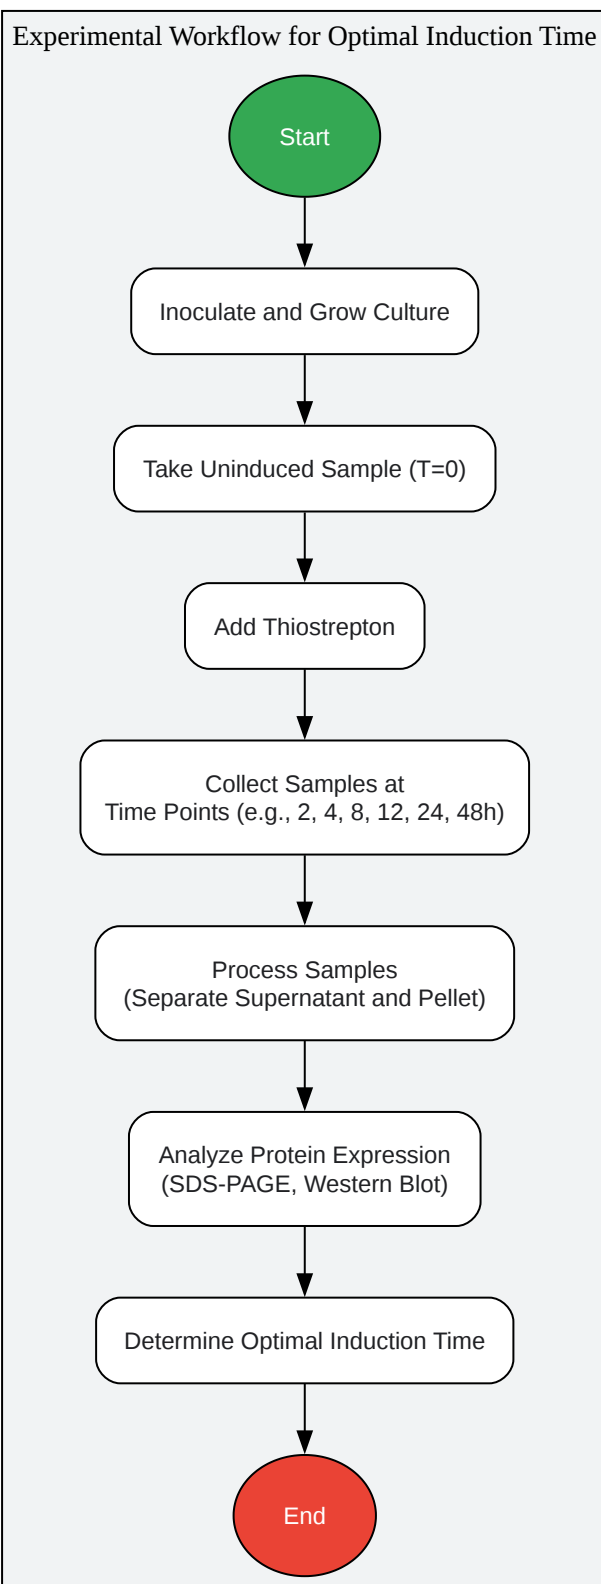 Experimental Workflow for Optimal Induction Time
Start
Inoculate and Grow Culture
Take Uninduced Sample (T=0)
Add Thiostrepton
Collect Samples at
Time Points (e.g., 2, 4, 8, 12, 24, 48h)
Process Samples
(Separate Supernatant and Pellet)
Analyze Protein Expression
(SDS-PAGE, Western Blot)
Determine Optimal Induction Time
End